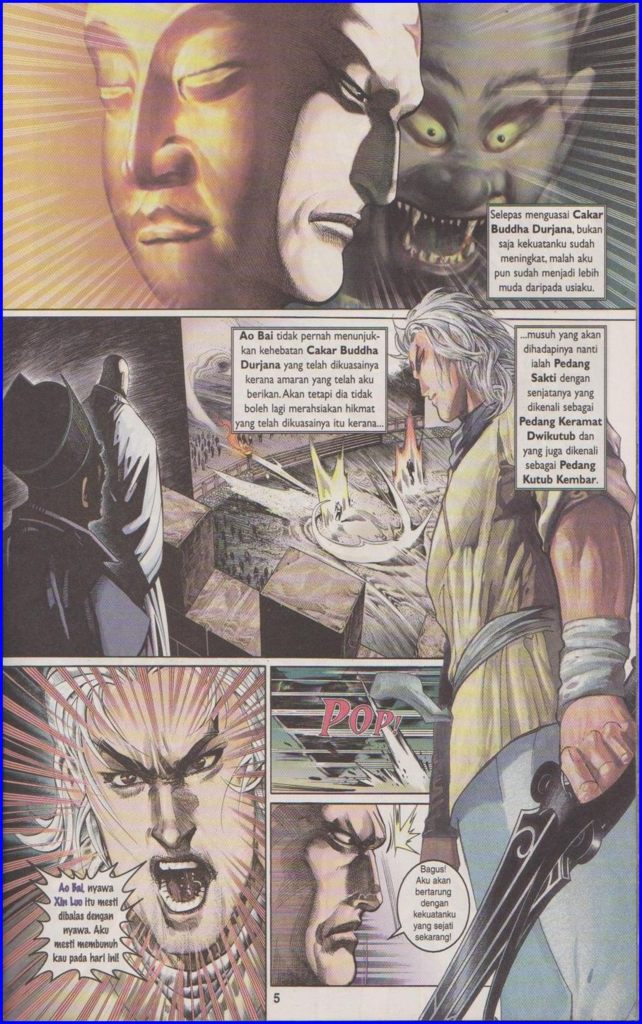 Selepas menguasai Cakar
Buddha Durjana, bukan
saja kekuatanku sudah
meningkat, malah aku
pun sudah menjadi lebih
muda daripada usiaku.
Ao Bai tidak pernah menunjuk-
kan kehebatan Cakar Buddha
Durjana yang telah dikuasainya
kerana amaran yang telah aku
berikan. Akan tetapi dia tidak
boleh lagi merahsiakan hikmat
yang telah dikuasainya itu kerana...
...musuh yang akan
dihadapinya nanti
ialah Pedang
Sakti dengan
senjatanya yang
dikenali sebagai
Pedang Keramat
Dwikutub dan
yang juga dikenali
sebagai Pedang
Kutub Kembar.
Ao Bai, nyawa
Xin Luo itu mesti
dibalas dengan
nyawa. Aku
mesti membunuh
kau pada hari ini!
POP!
Bagus!
Aku akan
bertarung
dengan
kekuatanku
yang sejati
sekarang!
5